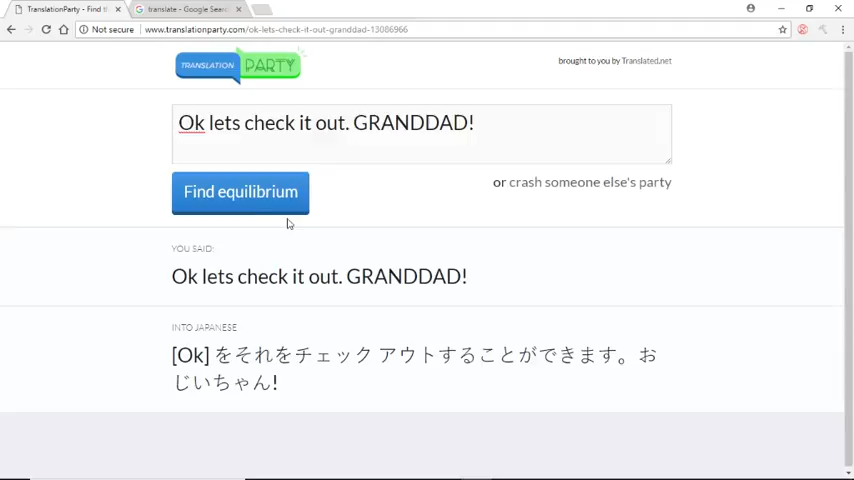 TranslationParty - Find t
translate - Google Sear
Not secure
www.translationparty.com/ok-lets-check-it-out-granddad-13086966
TRANSLATION PARTY
brought to you by Translated.net
Ok lets check it out. GRANDDAD!
Find equilibrium
or crash someone else's party
YOU SAID:
Ok lets check it out. GRANDDAD!
INTO JAPANESE
[Ok] をそれをチェック アウトすることができます。お
じいちゃん!